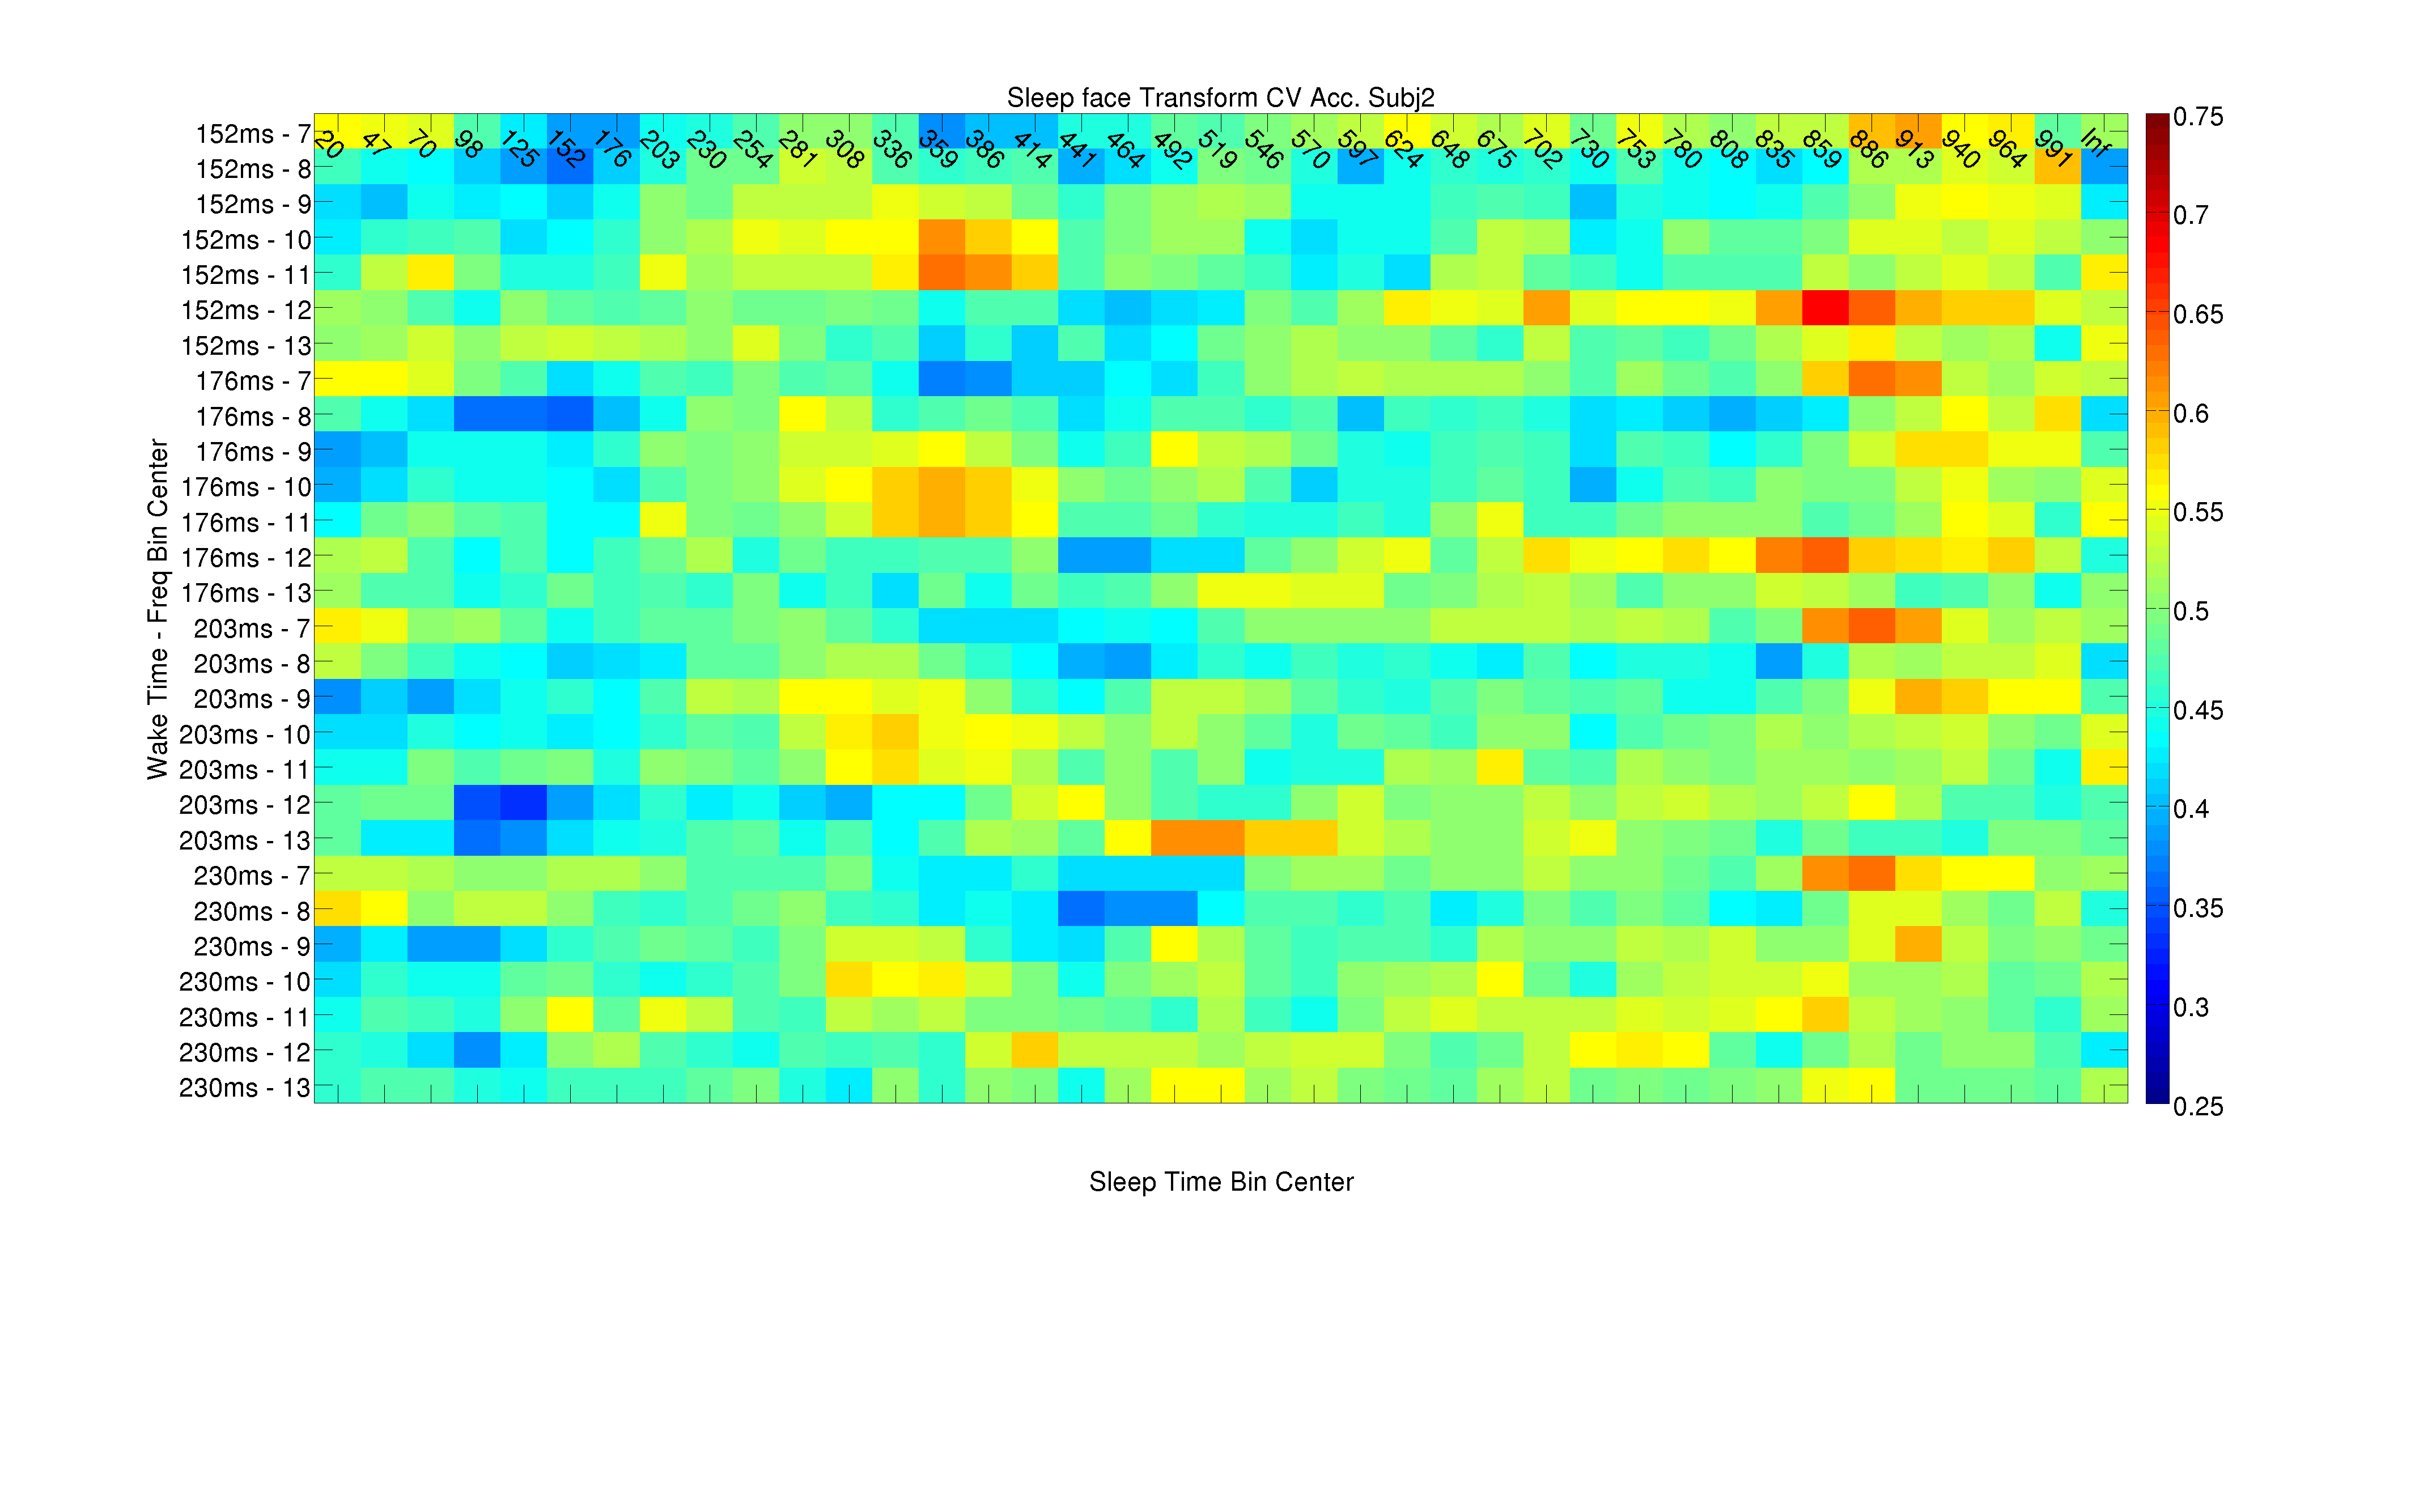 Sleep face Transform CV Acc. Subj2
20 47 70 98 125 152 176 203 230 254 281 308 336 359 386 414 441 464 492 519 546 570 597 624 648 675 702 730 753 780 808 835 859 886 913 940 964 991 Inf
Wake Time - Freq Bin Center
152ms - 7
152ms - 8
152ms - 9
152ms - 10
152ms - 11
152ms - 12
152ms - 13
176ms - 7
176ms - 8
176ms - 9
176ms - 10
176ms - 11
176ms - 12
176ms - 13
203ms - 7
203ms - 8
203ms - 9
203ms - 10
203ms - 11
203ms - 12
203ms - 13
230ms - 7
230ms - 8
230ms - 9
230ms - 10
230ms - 11
230ms - 12
230ms - 13
0.75
0.7
0.65
0.6
0.55
0.5
0.45
0.4
0.35
0.3
0.25
Sleep Time Bin Center